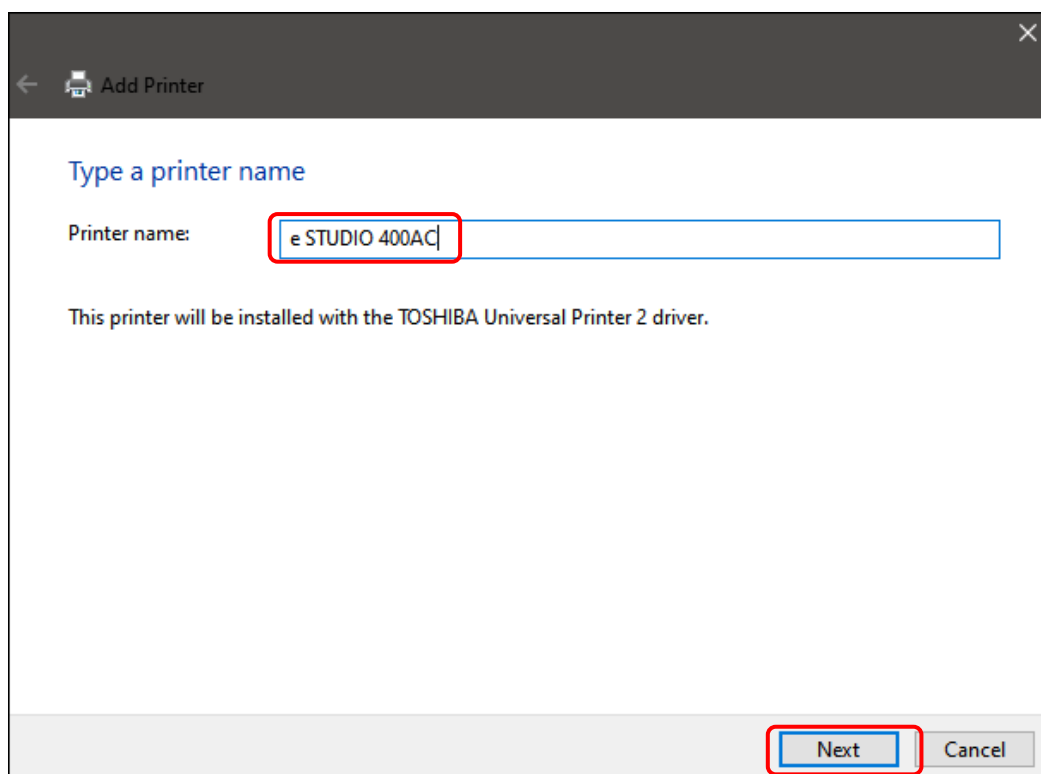 Add Printer
Type a printer name
Printer name: e STUDIO 400AC
This printer will be installed with the TOSHIBA Universal Printer 2 driver.
Next Cancel